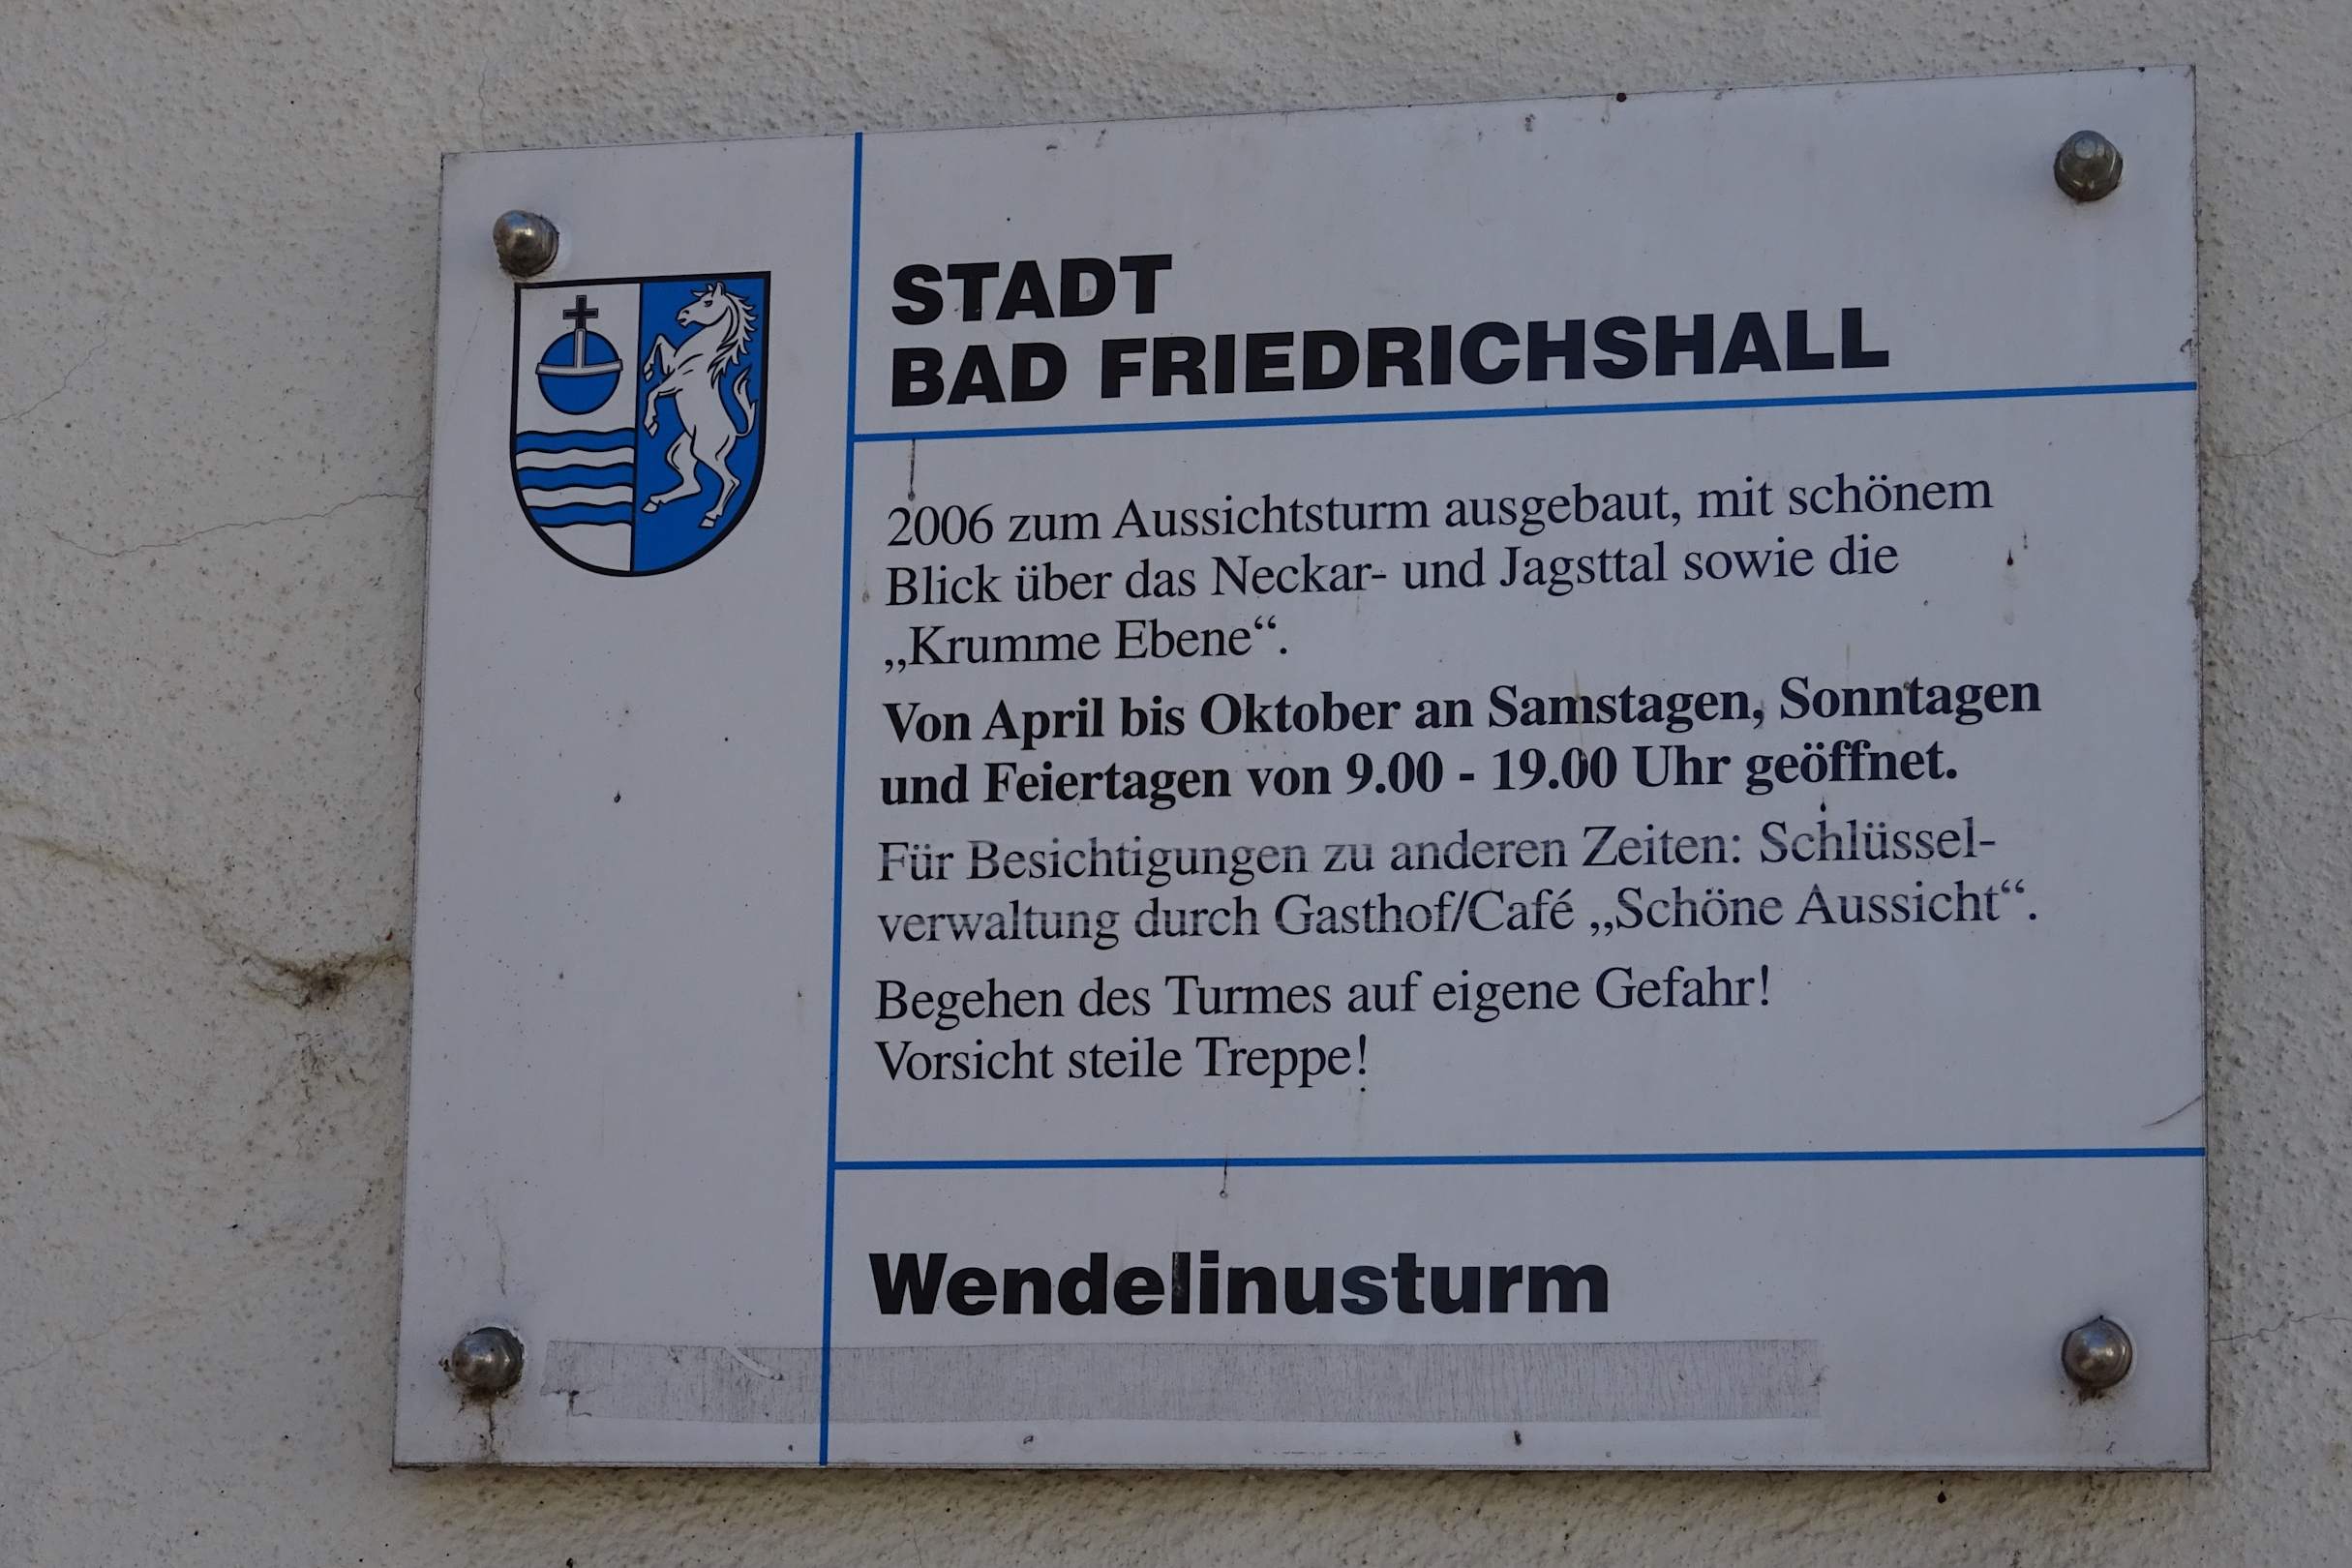 STADT
BAD FRIEDRICHSHALL
2006 zum Aussichtsturm ausgebaut, mit schönem
Blick über das Neckar- und Jagsttal sowie die
„Krumme Ebene“.
Von April bis Oktober an Samstagen, Sonntagen
und Feiertagen von 9.00 - 19.00 Uhr geöffnet.
Für Besichtigungen zu anderen Zeiten: Schlüssel-
verwaltung durch Gasthof/Café „Schöne Aussicht“.
Begehen des Turmes auf eigene Gefahr!
Vorsicht steile Treppe!
Wendelinusturm